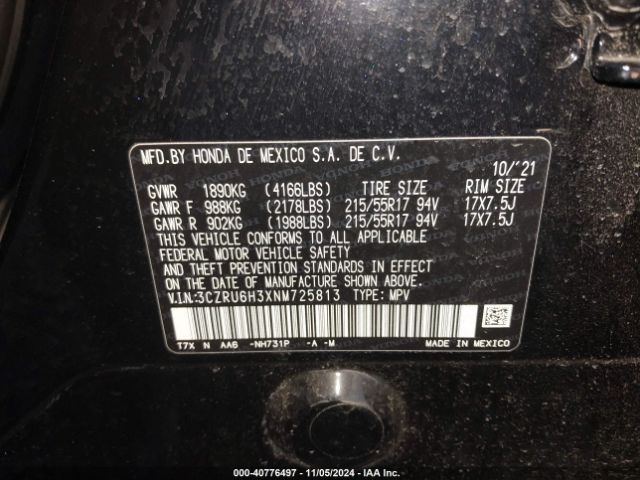 MFD.BY HONDA DE MEXICO S.A. DE C.V. 10/'21
GVWR 1890KG (4166LBS) TIRE SIZE RIM SIZE
GAWR F 988KG (2178LBS) 215/55R17 94V 17X7.5J
GAWR R 902KG (1988LBS) 215/55R17 94V 17X7.5J
THIS VEHICLE CONFORMS TO ALL APPLICABLE
FEDERAL MOTOR VEHICLE SAFETY
AND THEFT PREVENTION STANDARDS IN EFFECT
ON THE DATE OF MANUFACTURE SHOWN ABOVE.
V.I.N:3CZRU6H3XNM725813 TYPE: MPV
T7X N AA6 -NH731P -A -M MADE IN MEXICO
000-40776497 - 11/05/2024 - IAA Inc.